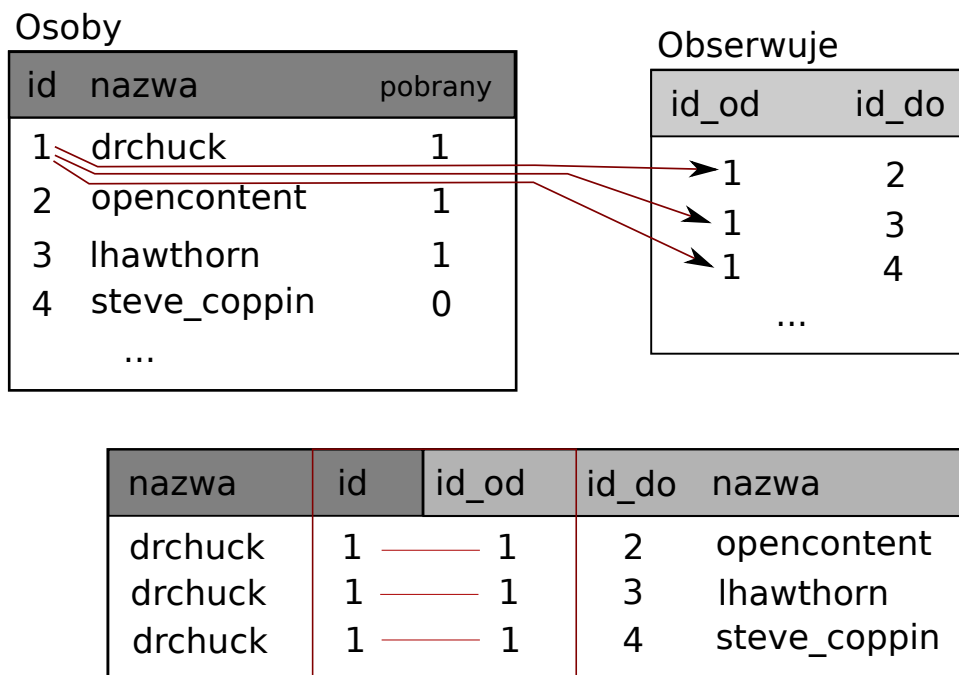 Osoby
id nazwa pobrany
1 drchuck 1
2 opencontent 1
3 lhawthorn 1
4 steve_coppin 0
...
Obserwuje
id_od id_do
1 2
1 3
1 4
...
nazwa id id_od id_do nazwa
drchuck 1 1 2 opencontent
drchuck 1 1 3 lhawthorn
drchuck 1 1 4 steve_coppin